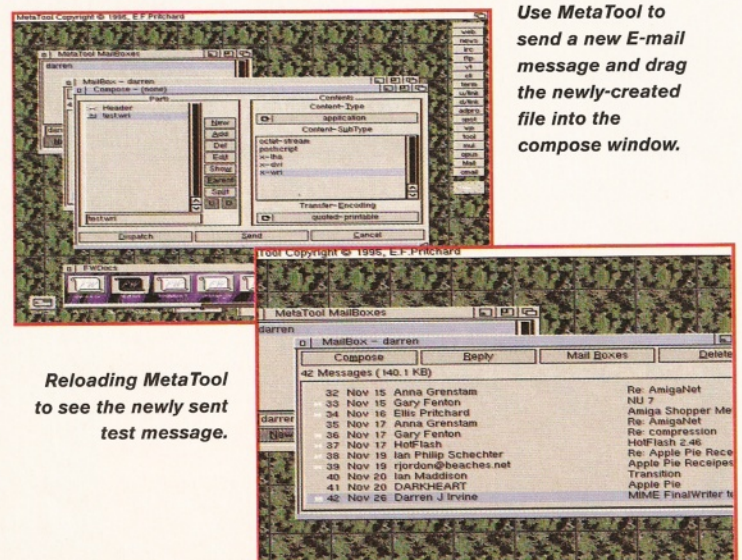 MetaTool Copyright © 1995, E.F.Pritchard
MetaTool MailBoxes
darren
MailBox - darren
Compose - (none)
Parts
Header
testwri
New
Add
Del
Edit
Show
Parent
Split
testwri
Contents
Content-Type
application
Content-SubType
octet-stream
postscript
x-lha
x-dvi
x-wri
Transfer-Encoding
quoted-printable
Dispatch
Send
Cancel
FWDocs
web
news
irc
ftp
term
tool
mui
opus
Mail
Use MetaTool to
send a new E-mail
message and drag
the newly-created
file into the
compose window.
Reloading MetaTool
to see the newly sent
test message.
Tool Copyright © 1995, E.F.Pritchard
MetaTool MailBoxes
darren
New
MailBox - darren
Compose
Reply
Mail Boxes
Delete
42 Messages (140.1 KB)
32 Nov 15 Anna Grenstam Re: AmigaNet
33 Nov 15 Gary Fenton NU 7
34 Nov 16 Ellis Pritchard Amiga Shopper Me
35 Nov 17 Anna Grenstam Re: AmigaNet
36 Nov 17 Gary Fenton Re: compression
37 Nov 17 HotFlash HotFlash 2.46
38 Nov 19 Ian Philip Schechter Re: Apple Pie Rece
39 Nov 19 rjordon@beaches.net Apple Pie Receipes
40 Nov 20 Ian Maddison Transition
41 Nov 20 DARKHEART Apple Pie
42 Nov 26 Darren J Irvine MIME FinalWriter te